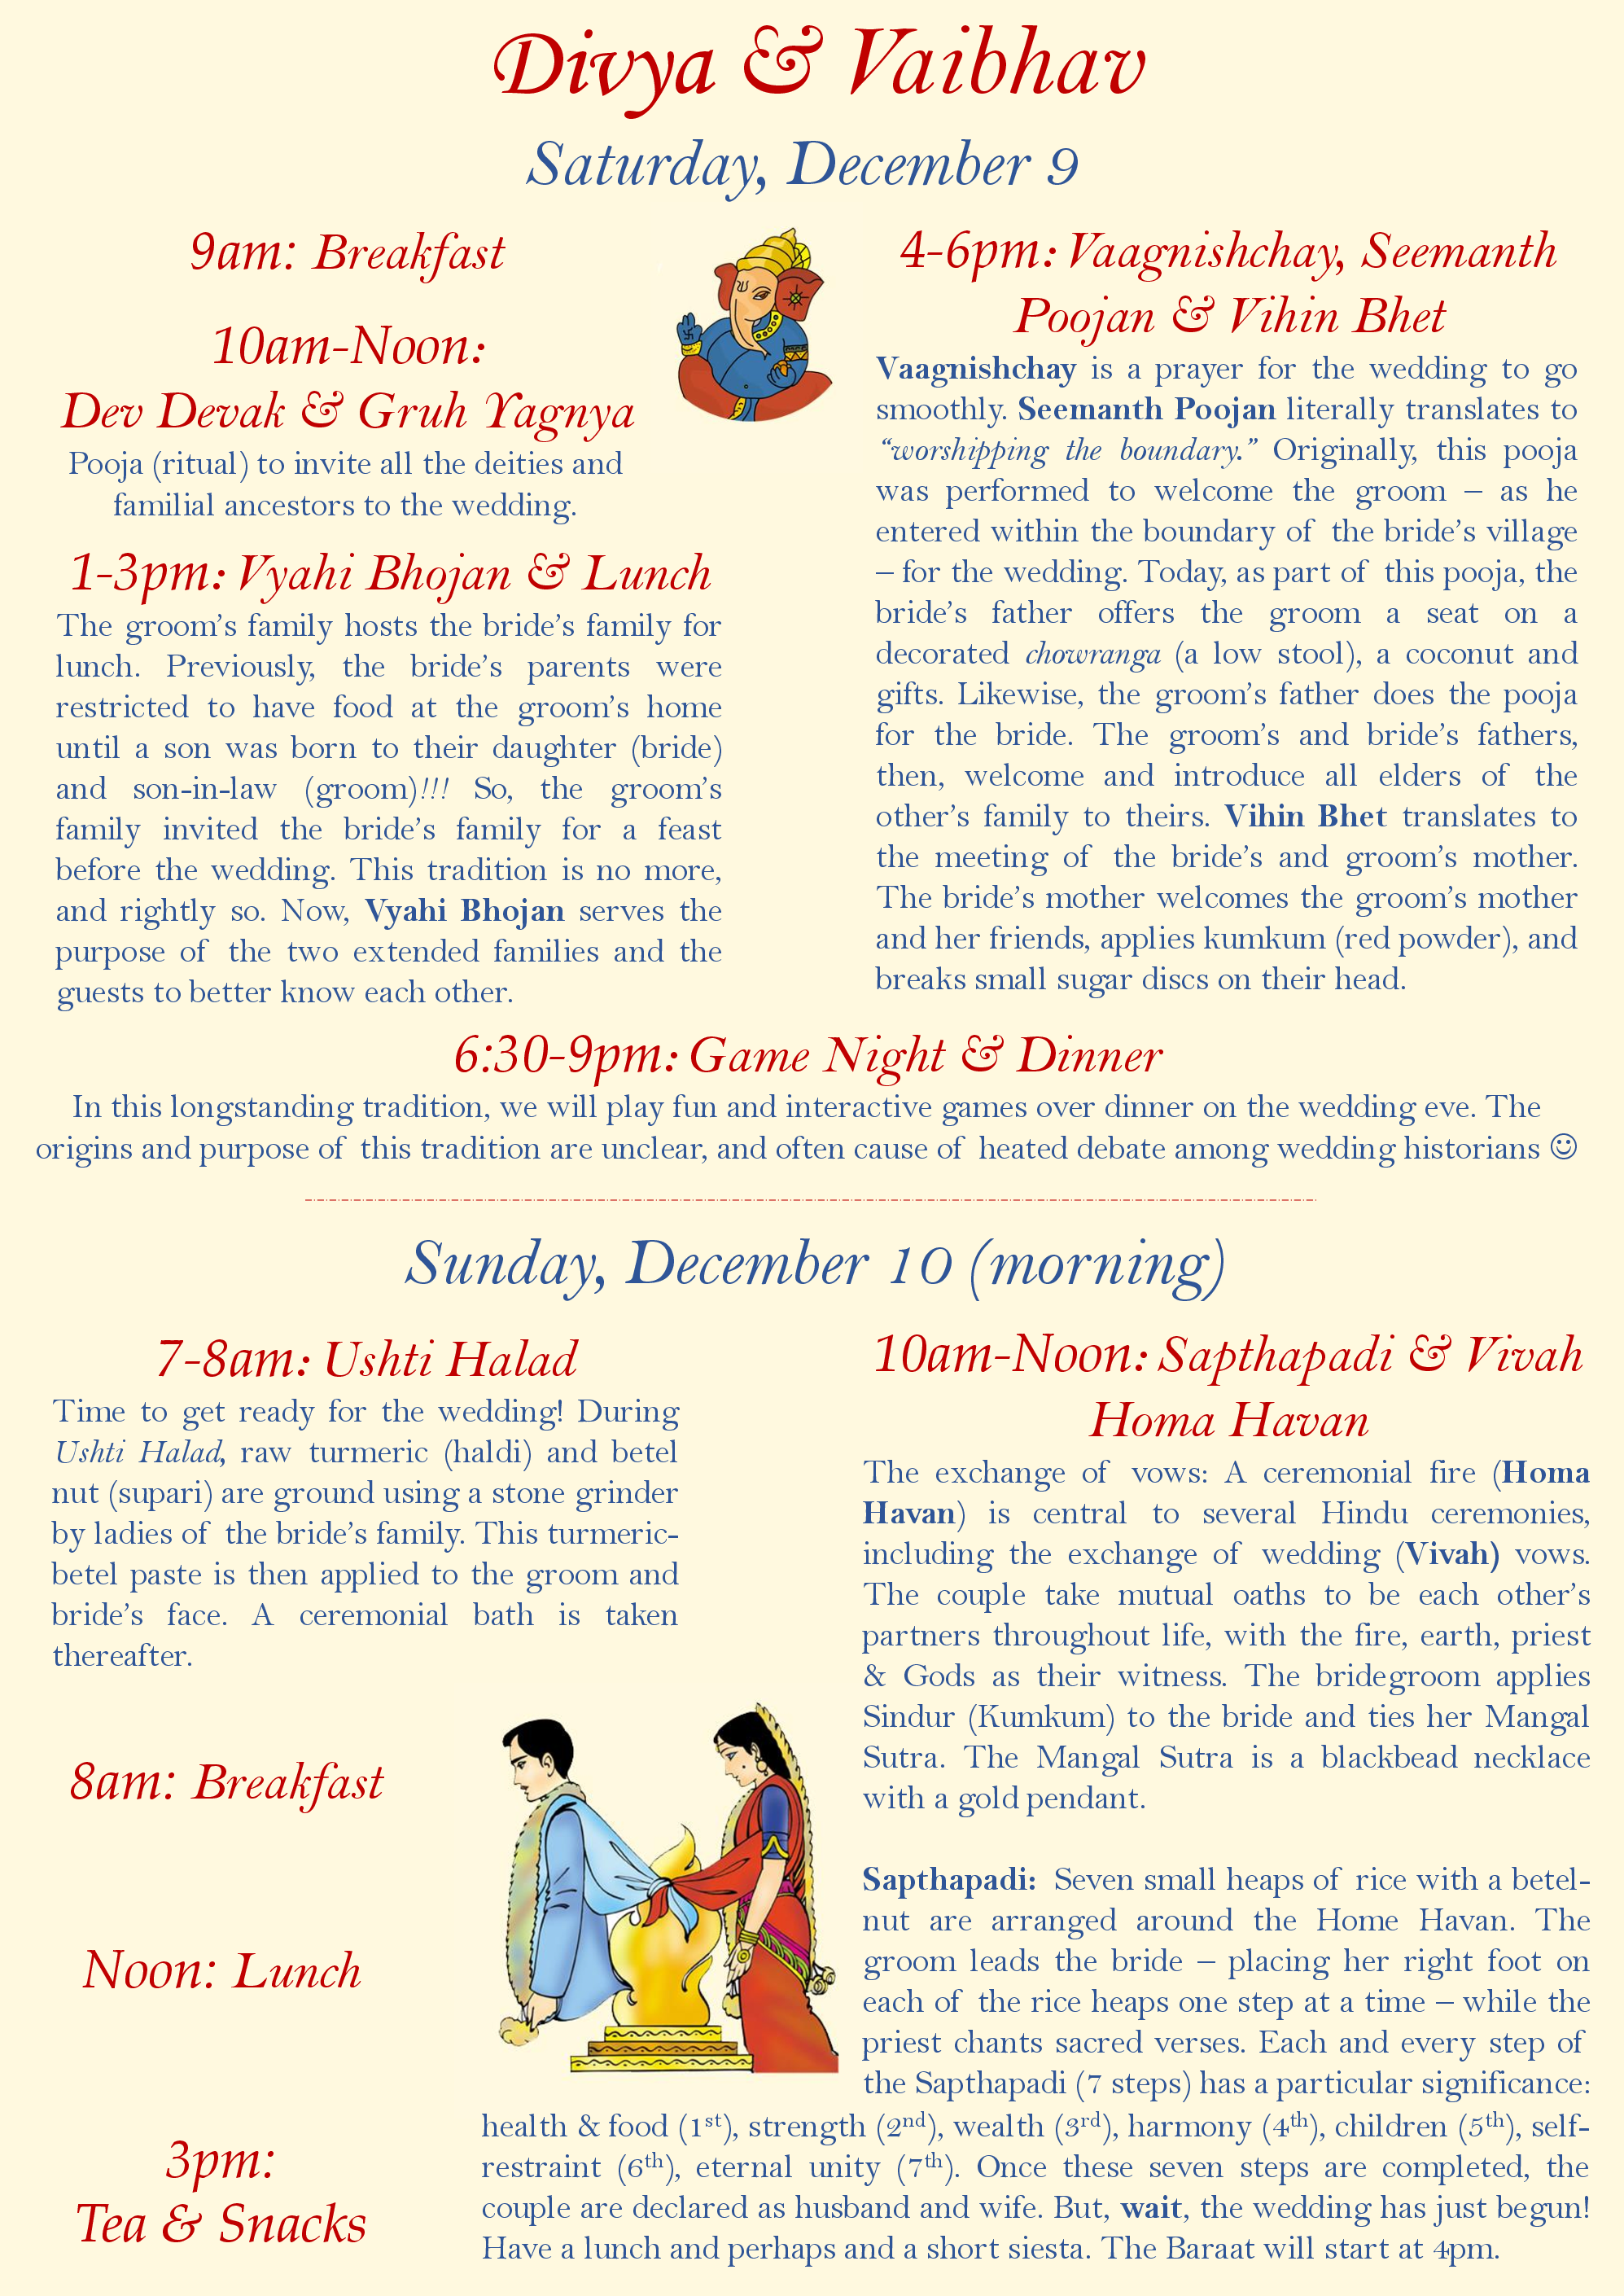 Divya & Vaibhav
Saturday, December 9
9am: Breakfast
10am-Noon:
Dev Devak & Gruh Yagnya
Pooja (ritual) to invite all the deities and
familial ancestors to the wedding.
1-3pm: Vyahi Bhojan & Lunch
The groom's family hosts the bride's family for
lunch. Previously, the bride's parents were
restricted to have food at the groom's home
until a son was born to their daughter (bride)
and son-in-law (groom)!!! So, the groom's
family invited the bride's family for a feast
before the wedding. This tradition is no more,
and rightly so. Now, Vyahi Bhojan serves the
purpose of the two extended families and the
guests to better know each other.
4-6pm: Vaagnishchay, Seemanth
Poojan & Vihin Bhet
Vaagnishchay is a prayer for the wedding to go
smoothly. Seemanth Poojan literally translates to
“worshipping the boundary.” Originally, this pooja
was performed to welcome the groom – as he
entered within the boundary of the bride's village
– for the wedding. Today, as part of this pooja, the
bride's father offers the groom a seat on a
decorated chowranga (a low stool), a coconut and
gifts. Likewise, the groom's father does the pooja
for the bride. The groom's and bride's fathers,
then, welcome and introduce all elders of the
other's family to theirs. Vihin Bhet translates to
the meeting of the bride's and groom's mother.
The bride's mother welcomes the groom's mother
and her friends, applies kumkum (red powder), and
breaks small sugar discs on their head.
6:30-9pm: Game Night & Dinner
In this longstanding tradition, we will play fun and interactive games over dinner on the wedding eve. The
origins and purpose of this tradition are unclear, and often cause of heated debate among wedding historians ☺
Sunday, December 10 (morning)
7-8am: Ushti Halad
Time to get ready for the wedding! During
Ushti Halad, raw turmeric (haldi) and betel
nut (supari) are ground using a stone grinder
by ladies of the bride's family. This turmeric-
betel paste is then applied to the groom and
bride's face. A ceremonial bath is taken
thereafter.
8am: Breakfast
Noon: Lunch
3pm:
Tea & Snacks
10am-Noon: Sapthapadi & Vivah
Homa Havan
The exchange of vows: A ceremonial fire (Homa
Havan) is central to several Hindu ceremonies,
including the exchange of wedding (Vivah) vows.
The couple take mutual oaths to be each other's
partners throughout life, with the fire, earth, priest
& Gods as their witness. The bridegroom applies
Sindur (Kumkum) to the bride and ties her Mangal
Sutra. The Mangal Sutra is a blackbead necklace
with a gold pendant.
Sapthapadi: Seven small heaps of rice with a betel-
nut are arranged around the Home Havan. The
groom leads the bride – placing her right foot on
each of the rice heaps one step at a time – while the
priest chants sacred verses. Each and every step of
the Sapthapadi (7 steps) has a particular significance:
health & food (1st), strength (2nd), wealth (3rd), harmony (4th), children (5th), self-
restraint (6th), eternal unity (7th). Once these seven steps are completed, the
couple are declared as husband and wife. But, wait, the wedding has just begun!
Have a lunch and perhaps and a short siesta. The Baraat will start at 4pm.